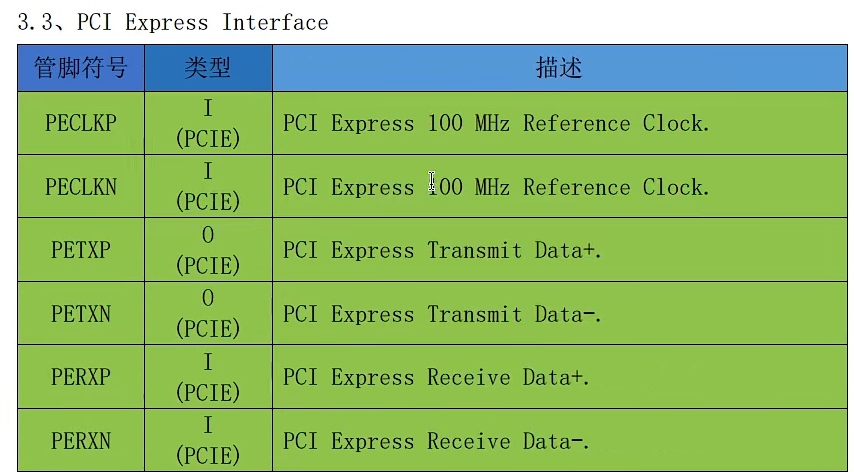 3.3、PCI Express Interface
管脚符号 类型 描述
PECLKP I (PCIE) PCI Express 100 MHz Reference Clock.
PECLKN I (PCIE) PCI Express 100 MHz Reference Clock.
PETXP O (PCIE) PCI Express Transmit Data+.
PETXN O (PCIE) PCI Express Transmit Data-.
PERXP I (PCIE) PCI Express Receive Data+.
PERXN I (PCIE) PCI Express Receive Data-.